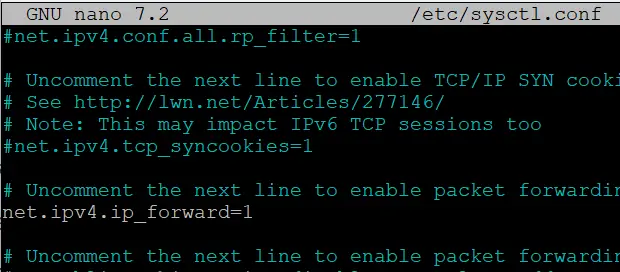 GNU nano 7.2 /etc/sysctl.conf
#net.ipv4.conf.all.rp_filter=1
# Uncomment the next line to enable TCP/IP SYN
# See http://lwn.net/Articles/277146/
# Note: This may impact IPv6 TCP sessions too
#net.ipv4.tcp_syncookies=1
# Uncomment the next line to enable packet
net.ipv4.ip_forward=1
# Uncomment the next line to enable packet